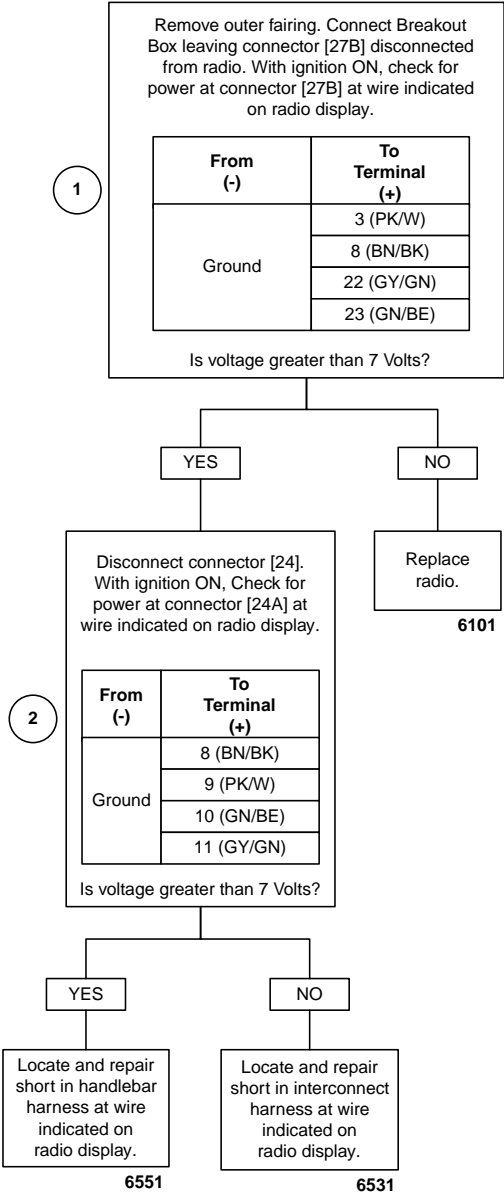 Remove outer fairing. Connect Breakout
Box leaving connector [27B] disconnected
from radio. With ignition ON, check for
power at connector [27B] at wire indicated
on radio display.
1
From
(-)
To
Terminal
(+)
Ground
3 (PK/W)
8 (BN/BK)
22 (GY/GN)
23 (GN/BE)
Is voltage greater than 7 Volts?
YES
NO
Replace
radio.
6101
Disconnect connector [24].
With ignition ON, Check for
power at connector [24A] at
wire indicated on radio display.
2
From
(-)
To
Terminal
(+)
Ground
8 (BN/BK)
9 (PK/W)
10 (GN/BE)
11 (GY/GN)
Is voltage greater than 7 Volts?
YES
NO
Locate and repair
short in handlebar
harness at wire
indicated on
radio display.
6551
Locate and repair
short in interconnect
harness at wire
indicated on
radio display.
6531